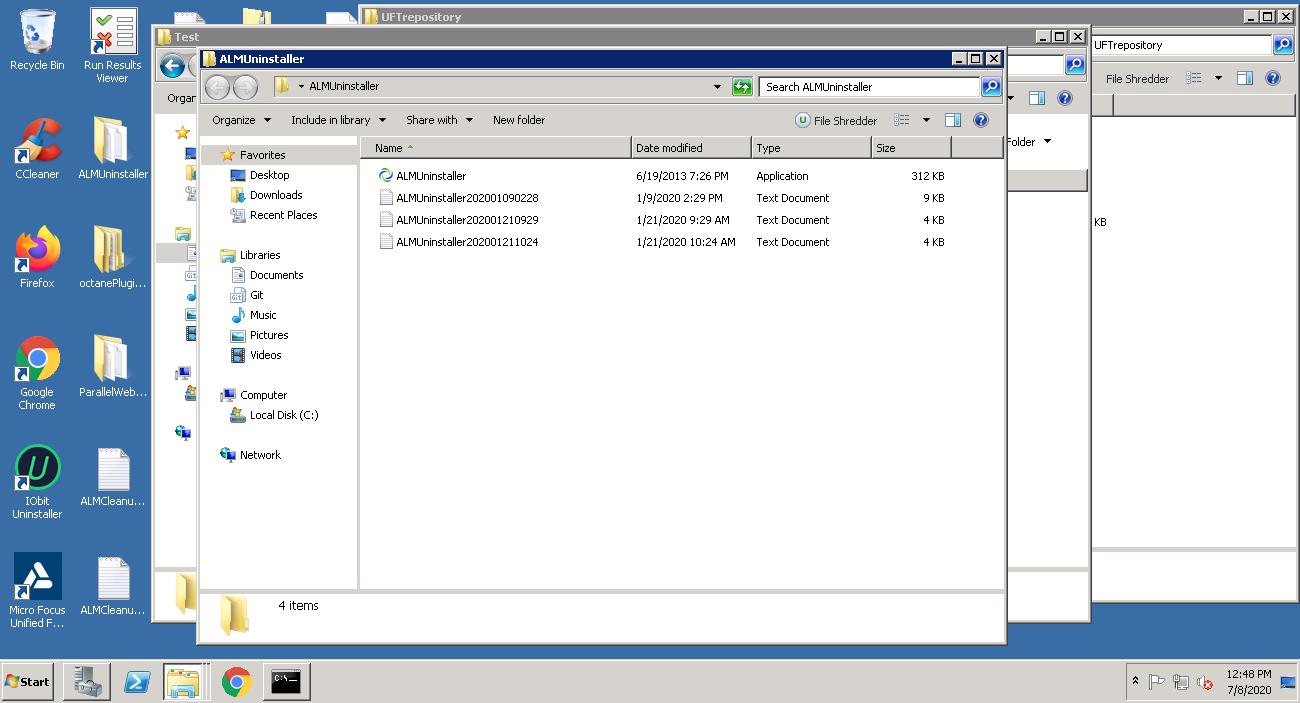 Recycle Bin
Run Results
Viewer
CCleaner
ALMUninstaller
Firefox
octanePlugi...
Google
Chrome
ParallelWeb...
IObit
Uninstaller
ALMCleanu...
Micro Focus
Unified F...
ALMCleanu...
UFTrepository
UFTrepository
File Shredder
KB
Test
Organ
Folder
ALMUninstaller
ALMUninstaller
Search ALMUninstaller
Organize
Include in library
Share with
New folder
File Shredder
Favorites
Desktop
Downloads
Recent Places
Libraries
Documents
Git
Music
Pictures
Videos
Computer
Local Disk (C:)
Network
Name Date modified Type Size
ALMUninstaller 6/19/2013 7:26 PM Application 312 KB
ALMUninstaller202001090228 1/9/2020 2:29 PM Text Document 9 KB
ALMUninstaller202001210929 1/21/2020 9:29 AM Text Document 4 KB
ALMUninstaller202001211024 1/21/2020 10:24 AM Text Document 4 KB
4 items
Start
12:48 PM
7/8/2020